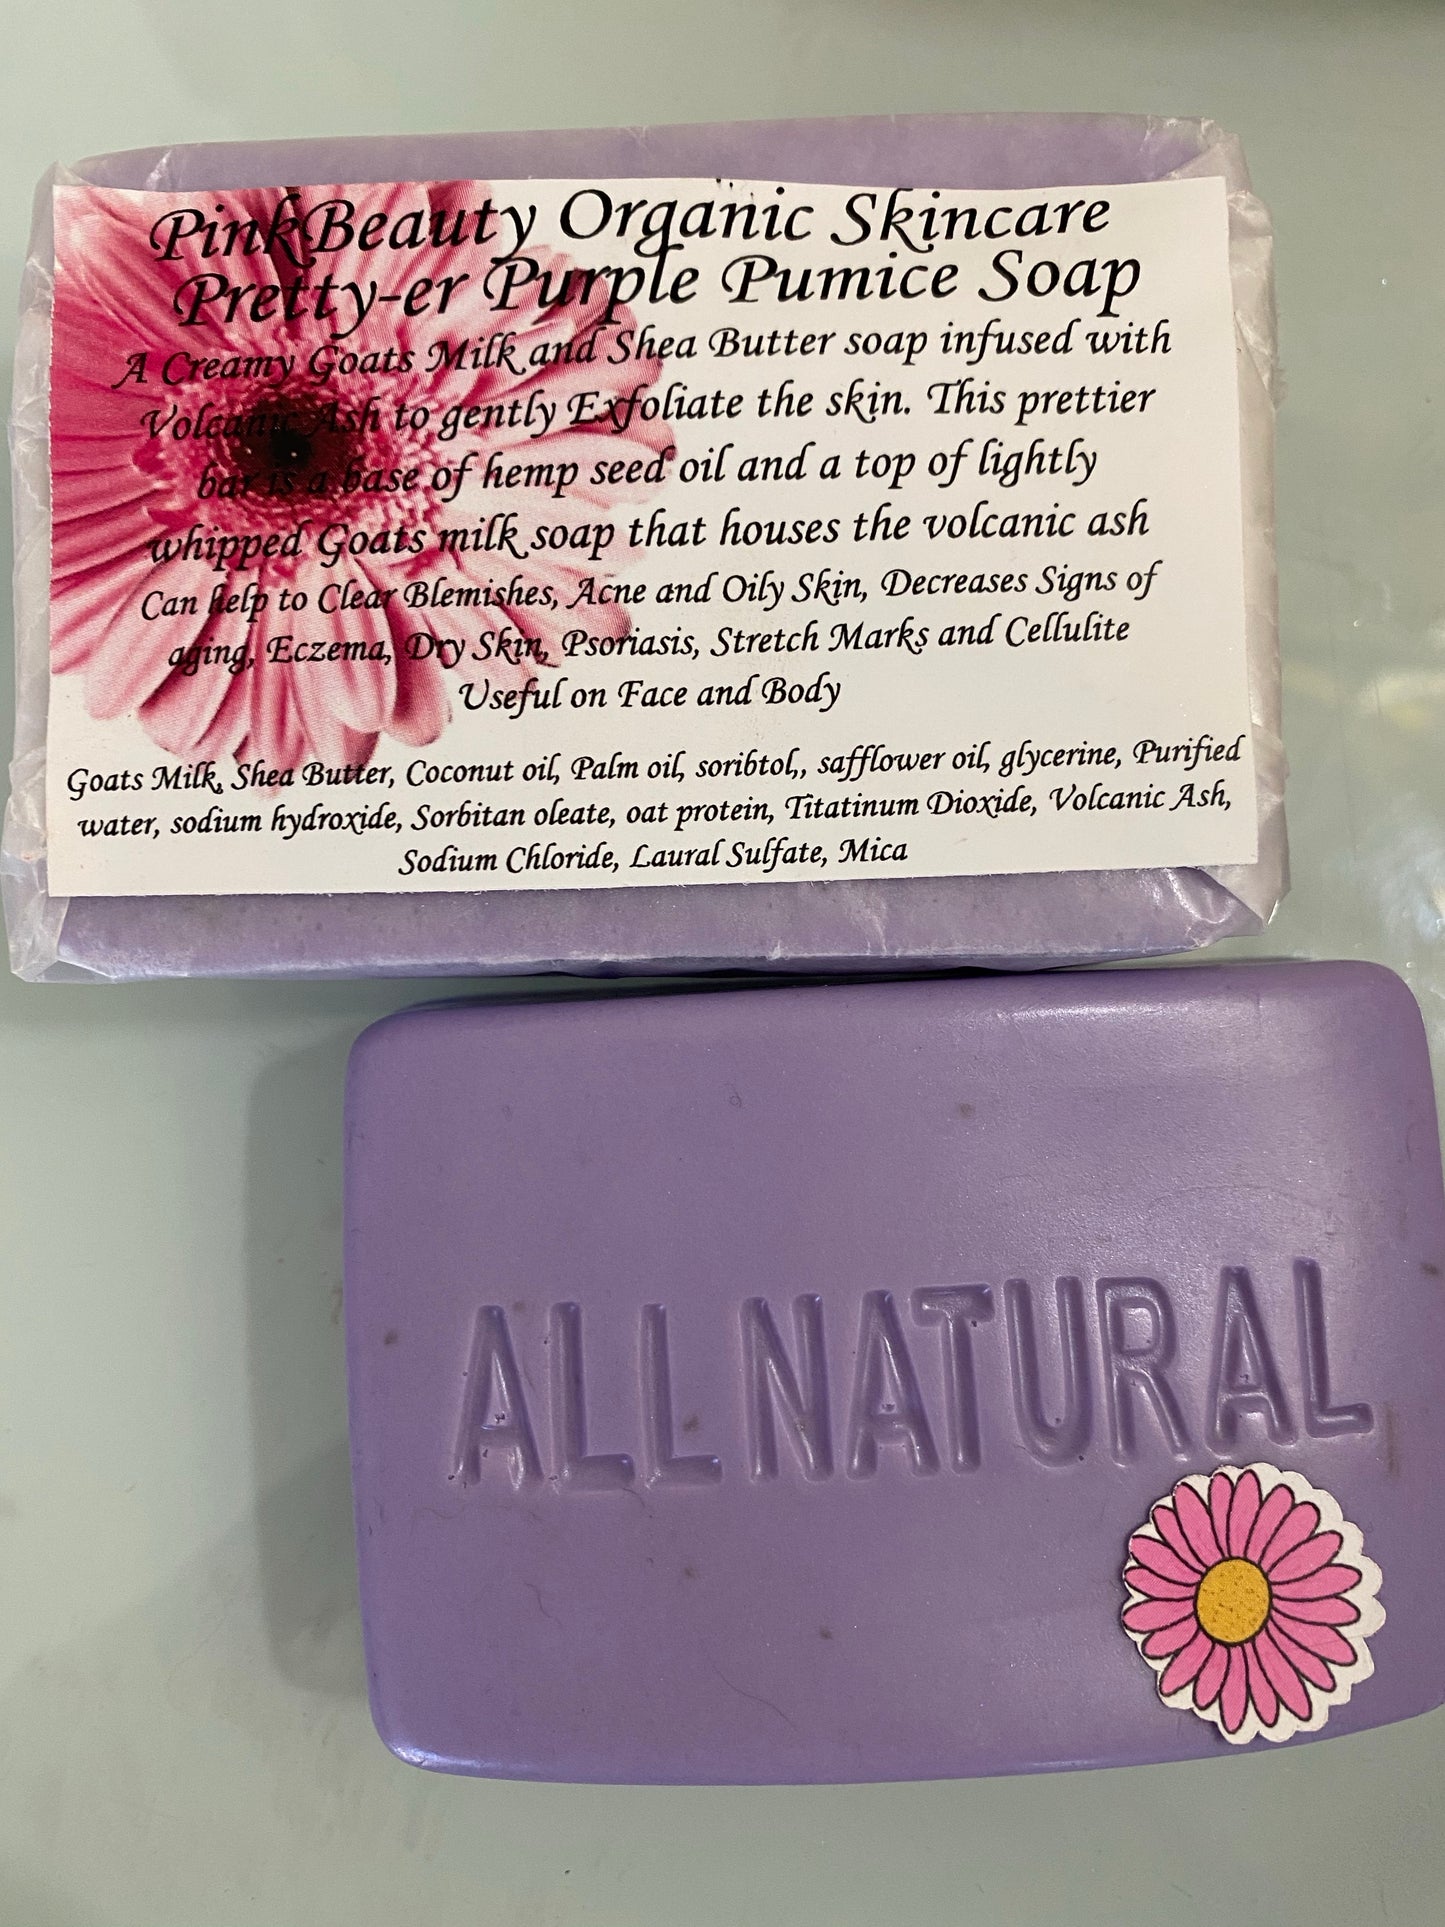 PinkBeauty Organic Skincare
Pretty-er Purple Pumice Soap
A Creamy Goats Milk and Shea Butter soap infused with
Volcanic Ash to gently Exfoliate the skin. This prettier
bar is a base of hemp seed oil and a top of lightly
whipped Goats milk soap that houses the volcanic ash
Can help to Clear Blemishes, Acne and Oily Skin, Decreases Signs of
aging, Eczema, Dry Skin, Psoriasis, Stretch Marks and Cellulite
Useful on Face and Body
Goats Milk, Shea Butter, Coconut oil, Palm oil, soribtol,, safflower oil, glycerine, Purified
water, sodium hydroxide, Sorbitan oleate, oat protein, Titatinum Dioxide, Volcanic Ash,
Sodium Chloride, Laural Sulfate, Mica
ALL NATURAL